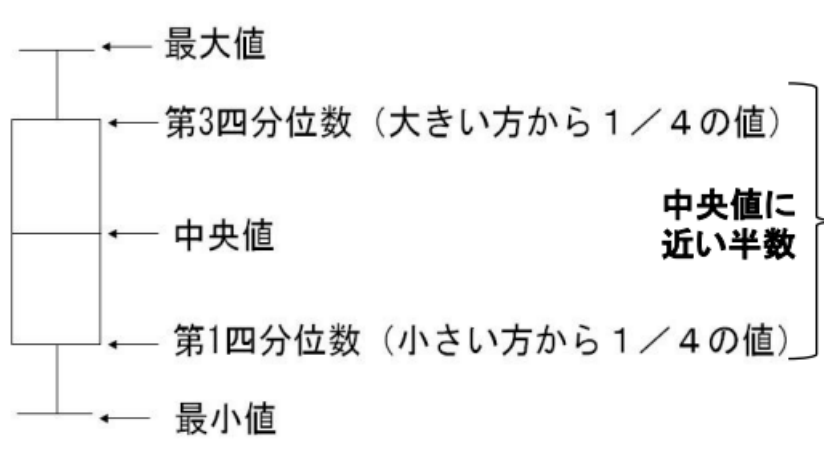 最大値
第3四分位数（大きい方から１／４の値）
中央値に
近い半数
中央値
第1四分位数（小さい方から１／４の値）
最小値